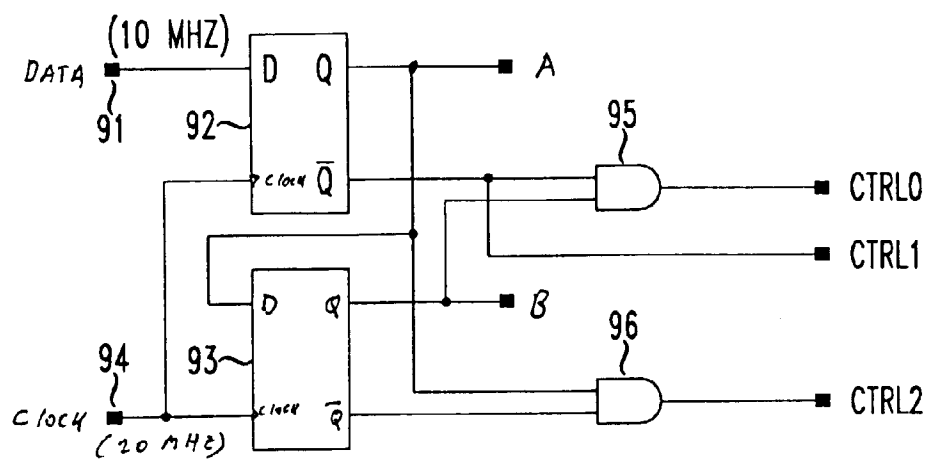 (10 MHZ)
DATA
91
D Q
A
92
Clock Q̅
95
CTRL0
CTRL1
D Q
B
93
96
94
Clock Q̅
CTRL2
Clock
(20 MHZ)